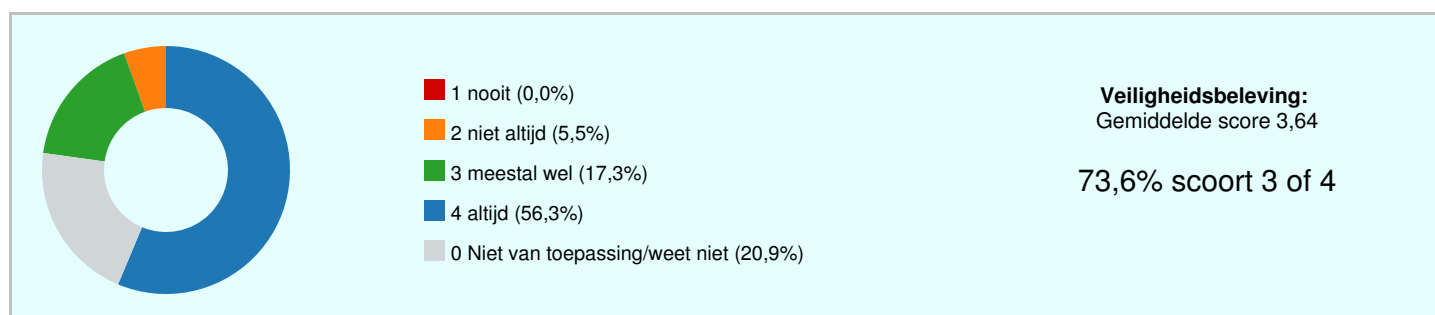 1 nooit (0,0%)
2 niet altijd (5,5%)
3 meestal wel (17,3%)
4 altijd (56,3%)
0 Niet van toepassing/weet niet (20,9%)
Veiligheidsbeleving:
Gemiddelde score 3,64
73,6% scoort 3 of 4